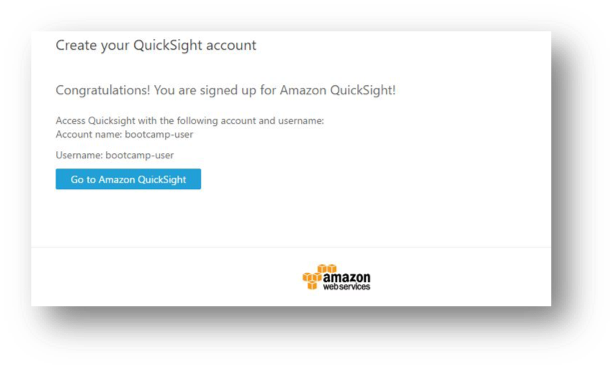 Create your QuickSight account
Congratulations! You are signed up for Amazon QuickSight!
Access Quicksight with the following account and username:
Account name: bootcamp-user
Username: bootcamp-user
Go to Amazon QuickSight
amazon
webservices